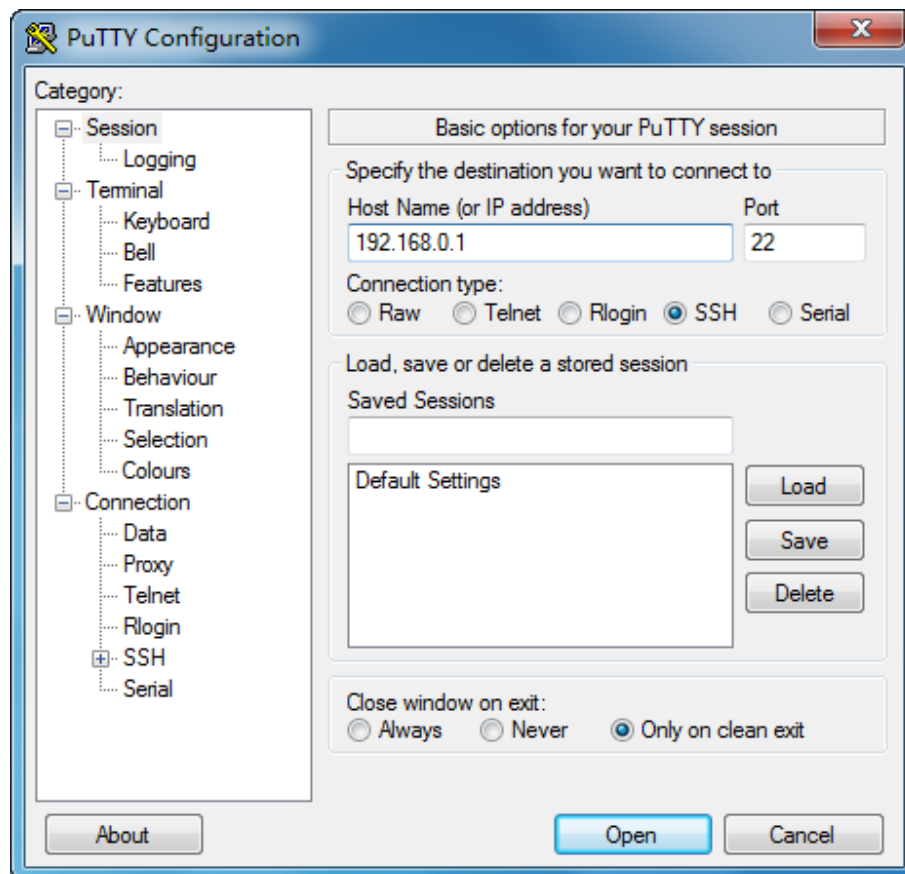 PuTTY Configuration
Category:
Session
Logging
Terminal
Keyboard
Bell
Features
Window
Appearance
Behaviour
Translation
Selection
Colours
Connection
Data
Proxy
Telnet
Rlogin
SSH
Serial
Basic options for your PuTTY session
Specify the destination you want to connect to
Host Name (or IP address) Port
192.168.0.1 22
Connection type:
Raw Telnet Rlogin SSH Serial
Load, save or delete a stored session
Saved Sessions
Default Settings
Load
Save
Delete
Close window on exit:
Always Never Only on clean exit
About Open Cancel